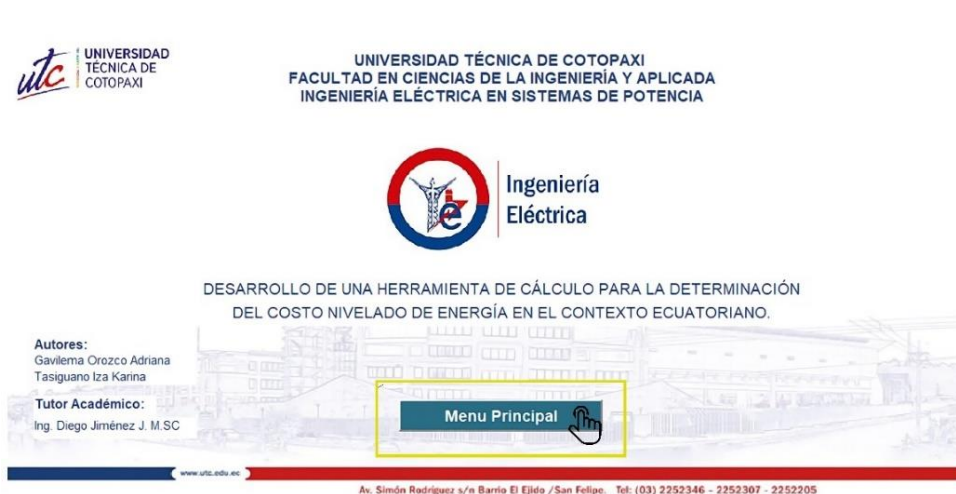 utc
UNIVERSIDAD
TÉCNICA DE
COTOPAXI
UNIVERSIDAD TÉCNICA DE COTOPAXI
FACULTAD EN CIENCIAS DE LA INGENIERÍA Y APLICADA
INGENIERÍA ELÉCTRICA EN SISTEMAS DE POTENCIA
e
Ingeniería
Eléctrica
DESARROLLO DE UNA HERRAMIENTA DE CÁLCULO PARA LA DETERMINACIÓN
DEL COSTO NIVELADO DE ENERGÍA EN EL CONTEXTO ECUATORIANO.
Autores:
Gavilema Orozco Adriana
Tasiguano Iza Karina
Tutor Académico:
Ing. Diego Jiménez J. M.SC
Menu Principal
www.utc.edu.ec
Av. Simón Rodríguez s/n Barrio El Ejido /San Felipe. Tel: (03) 2252346 - 2252307 - 2252205